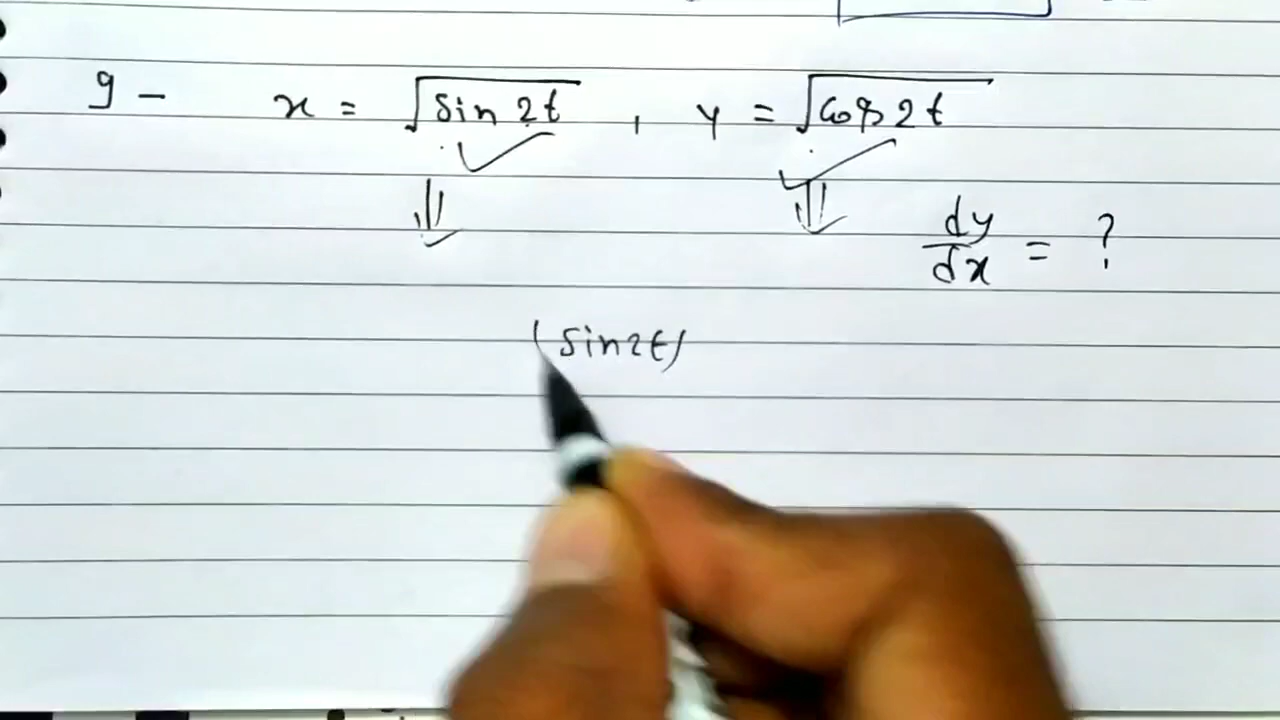 9 - x = √sin 2t , y = √cos 2t
dy/dx = ?
(sin2t)